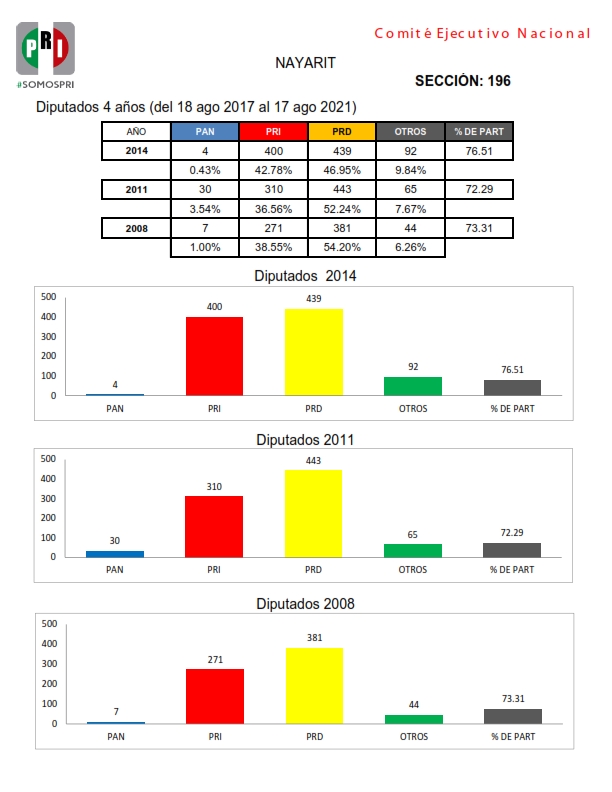 Comité Ejecutivo Nacional
PRI
#SOMOSPRI
NAYARIT
SECCIÓN: 196
Diputados 4 años (del 18 ago 2017 al 17 ago 2021)
AÑO PAN PRI PRD OTROS % DE PART
2014 4 400 439 92 76.51
0.43% 42.78% 46.95% 9.84%
2011 30 310 443 65 72.29
3.54% 36.56% 52.24% 7.67%
2008 7 271 381 44 73.31
1.00% 38.55% 54.20% 6.26%
Diputados 2014
500
400
300
200
100
0
4 400 439 92 76.51
PAN PRI PRD OTROS % DE PART
Diputados 2011
500
400
300
200
100
0
30 310 443 65 72.29
PAN PRI PRD OTROS % DE PART
Diputados 2008
500
400
300
200
100
0
7 271 381 44 73.31
PAN PRI PRD OTROS % DE PART